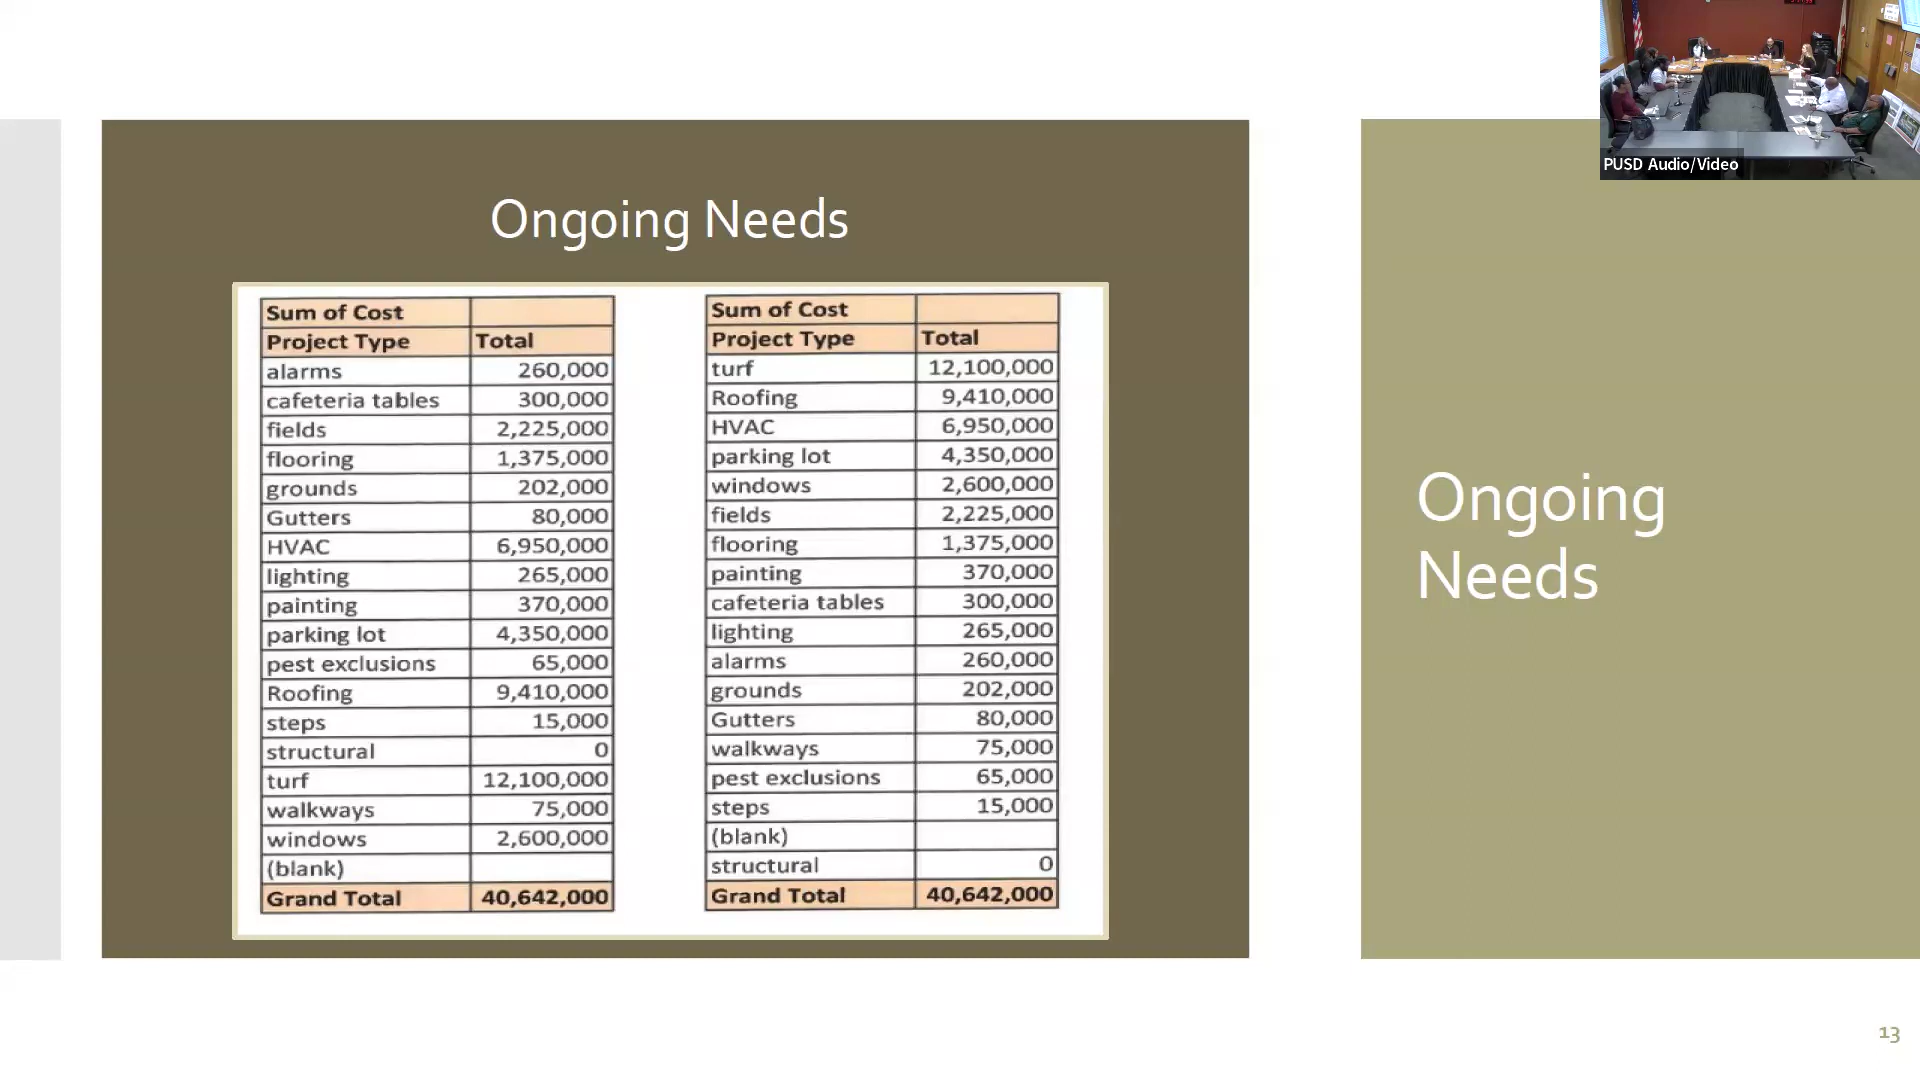 PUSD Audio/Video
Ongoing Needs
Sum of Cost
Project Type Total
alarms 260,000
cafeteria tables 300,000
fields 2,225,000
flooring 1,375,000
grounds 202,000
Gutters 80,000
HVAC 6,950,000
lighting 265,000
painting 370,000
parking lot 4,350,000
pest exclusions 65,000
Roofing 9,410,000
steps 15,000
structural 0
turf 12,100,000
walkways 75,000
windows 2,600,000
(blank)
Grand Total 40,642,000
Sum of Cost
Project Type Total
turf 12,100,000
Roofing 9,410,000
HVAC 6,950,000
parking lot 4,350,000
windows 2,600,000
fields 2,225,000
flooring 1,375,000
painting 370,000
cafeteria tables 300,000
lighting 265,000
alarms 260,000
grounds 202,000
Gutters 80,000
walkways 75,000
pest exclusions 65,000
steps 15,000
(blank)
structural 0
Grand Total 40,642,000
Ongoing
Needs
13